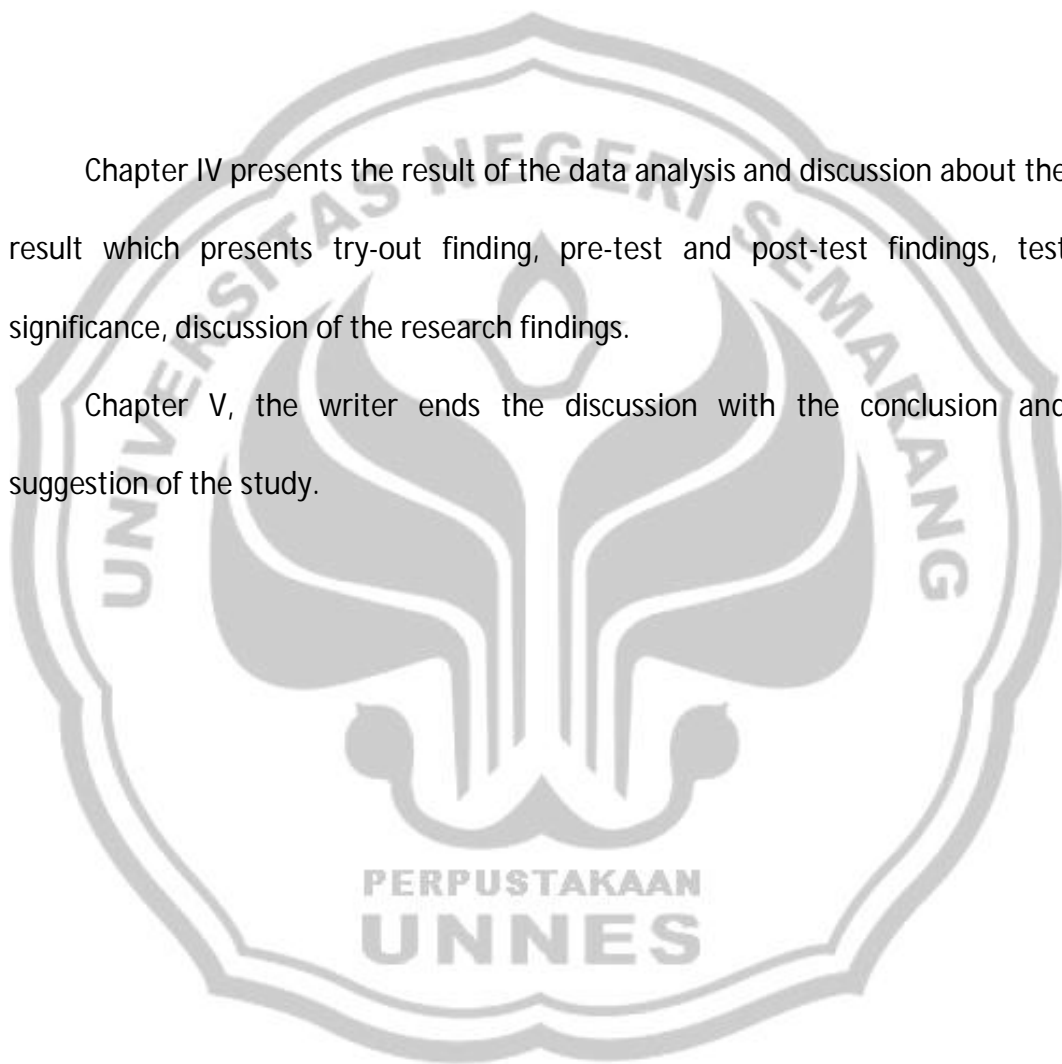 UNIVERSITAS NEGERI SEMARANG
Chapter IV presents the result of the data analysis and discussion about the
result which presents try-out finding, pre-test and post-test findings, test
significance, discussion of the research findings.
Chapter V, the writer ends the discussion with the conclusion and
suggestion of the study.
PERPUSTAKAAN
UNNES